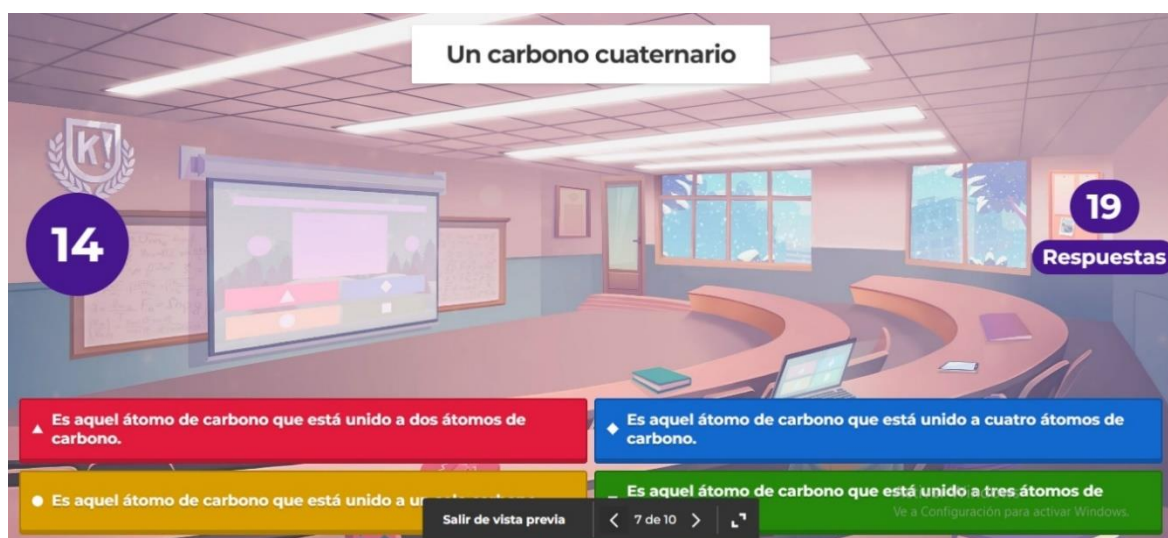 Un carbono cuaternario
K!
14
19
Respuestas
Es aquel átomo de carbono que está unido a dos átomos de
carbono.
Es aquel átomo de carbono que está unido a cuatro átomos de
carbono.
Es aquel átomo de carbono que está unido a un
Es aquel átomo de carbono que está unido a tres átomos de
Ve a Configuración para activar Windows.
Salir de vista previa
7 de 10